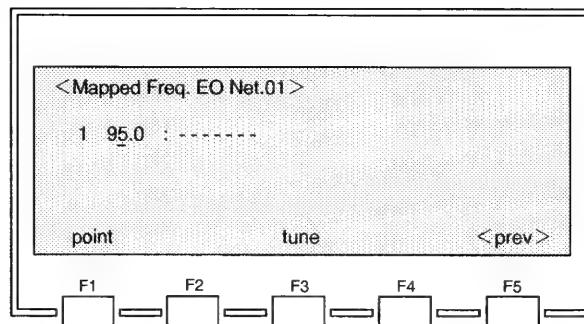 <Mapped Freq. EO Net.01>
1 95.0 : -------
point tune <prev>
F1 F2 F3 F4 F5